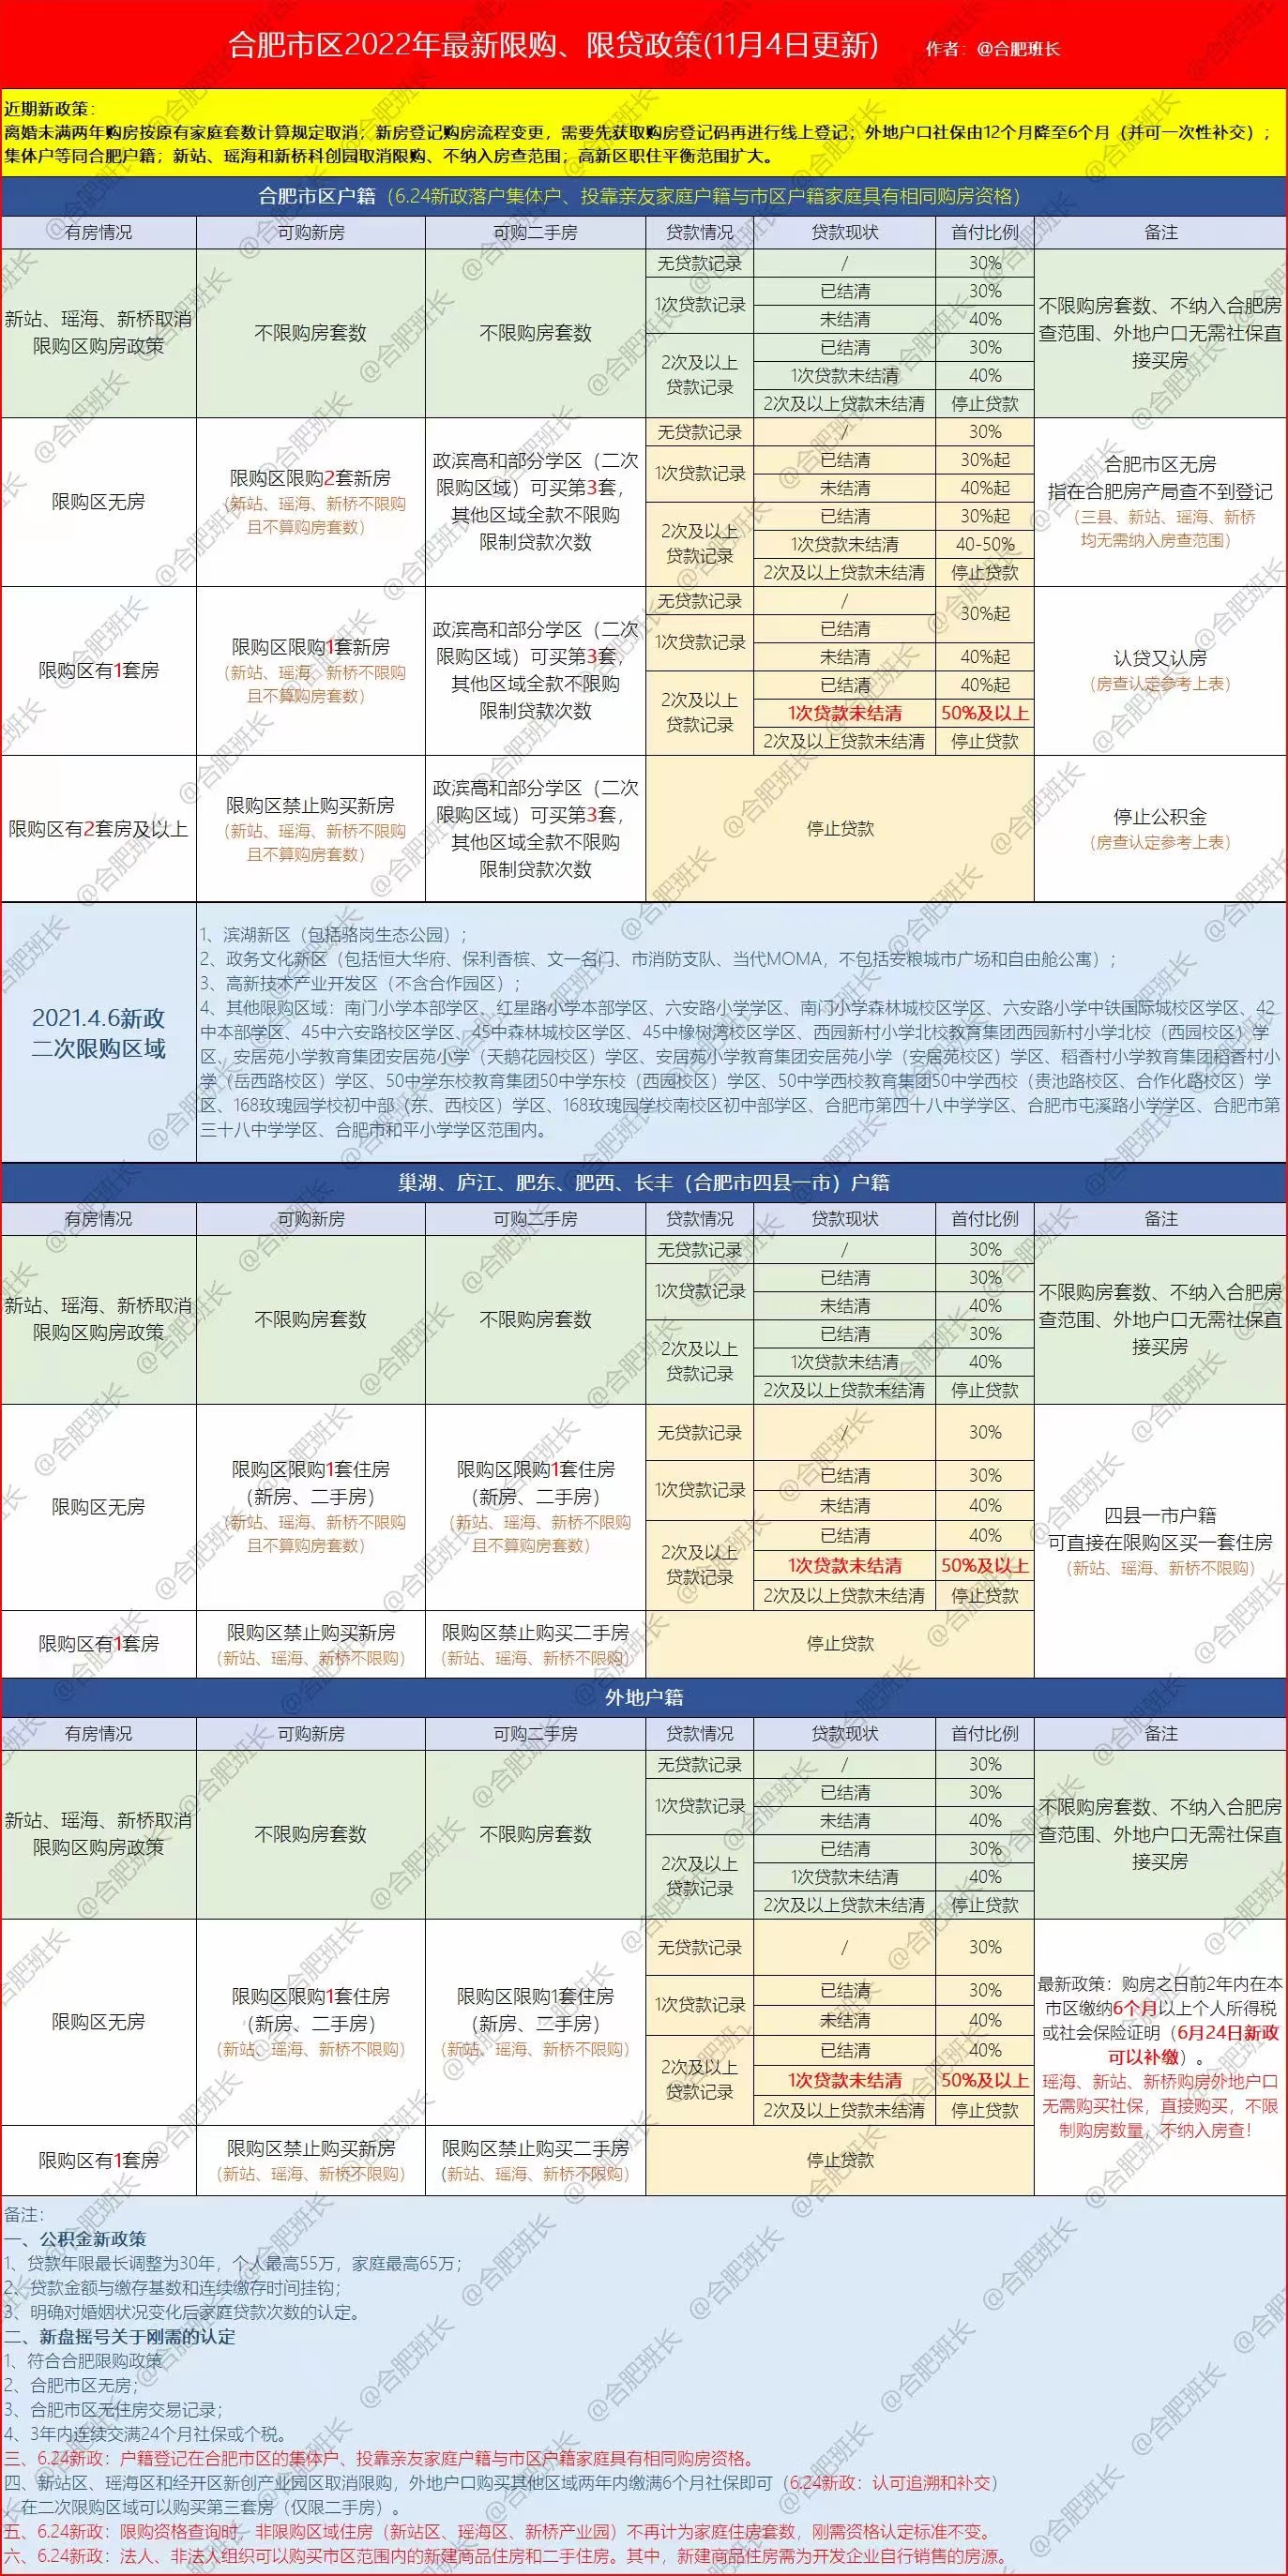 合肥市区2022年最新限购、限贷政策(11月4日更新) 作者：@合肥班长
近期新政策：
离婚未满两年购房按原有家庭套数计算规定取消；新房登记购房流程变更，需要先获取购房登记码再进行线上登记；外地户口社保由12个月降至6个月（并可一次性补交）；
集体户等同合肥户籍；新站、瑶海和新桥科创园取消限购、不纳入房查范围；高新区职住平衡范围扩大。
合肥市区户籍（6.24新政落户集体户、投靠亲友家庭户籍与市区户籍家庭具有相同购房资格）
有房情况 可购新房 可购二手房 贷款情况 贷款现状 首付比例 备注
新站、瑶海、新桥取消
限购区购房政策
不限购房套数
不限购房套数
无贷款记录 / 30%
1次贷款记录 已结清 30%
未结清 40%
2次及以上
贷款记录
已结清 30%
1次贷款未结清 40%
2次及以上贷款未结清 停止贷款
不限购房套数、不纳入合肥房
查范围、外地户口无需社保直
接买房
限购区无房
限购区限购2套新房
（新站、瑶海、新桥不限购
且不算购房套数）
政滨高和部分学区（二次
限购区域）可买第3套，
其他区域全款不限购
限制贷款次数
无贷款记录 / 30%
1次贷款记录 已结清 30%起
未结清 40%起
2次及以上
贷款记录
已结清 30%起
1次贷款未结清 40-50%
2次及以上贷款未结清 停止贷款
合肥市区无房
指在合肥房产局查不到登记
（三县、新站、瑶海、新桥
均无需纳入房查范围）
限购区有1套房
限购区限购1套新房
（新站、瑶海、新桥不限购
且不算购房套数）
政滨高和部分学区（二次
限购区域）可买第3套，
其他区域全款不限购
限制贷款次数
无贷款记录 / 30%起
1次贷款记录 已结清
未结清 40%起
2次及以上
贷款记录
已结清 40%起
1次贷款未结清 50%及以上
2次及以上贷款未结清 停止贷款
认贷又认房
（房查认定参考上表）
限购区有2套房及以上
限购区禁止购买新房
（新站、瑶海、新桥不限购
且不算购房套数）
政滨高和部分学区（二次
限购区域）可买第3套，
其他区域全款不限购
限制贷款次数
停止贷款
停止公积金
（房查认定参考上表）
2021.4.6新政
二次限购区域
1、滨湖新区（包括骆岗生态公园）；
2、政务文化新区（包括恒大华府、保利香槟、文一名门、市消防支队、当代MOMA，不包括安粮城市广场和自由舱公寓）；
3、高新技术产业开发区（不含合作园区）；
4、其他限购区域：南门小学本部学区、红星路小学本部学区、六安路小学学区、南门小学森林城校区学区、六安路小学中铁国际城校区学区、42
中本部学区、45中六安路校区学区、45中森林城校区学区、45中橡树湾校区学区、西园新村小学北校教育集团西园新村小学北校（西园校区）学
区、安居苑小学教育集团安居苑小学（天鹅花园校区）学区、安居苑小学教育集团安居苑小学（安居苑校区）学区、稻香村小学教育集团稻香村小
学（岳西路校区）学区、50中学东校教育集团50中学东校（西园校区）学区、50中学西校教育集团50中学西校（贵池路校区、合作化路校区）学
区、168玫瑰园学校初中部（东、西校区）学区、168玫瑰园学校南校区初中部学区、合肥市第四十八中学学区、合肥市屯溪路小学学区、合肥市第
三十八中学学区、合肥市和平小学学区范围内。
巢湖、庐江、肥东、肥西、长丰（合肥市四县一市）户籍
有房情况 可购新房 可购二手房 贷款情况 贷款现状 首付比例 备注
新站、瑶海、新桥取消
限购区购房政策
不限购房套数
不限购房套数
无贷款记录 / 30%
1次贷款记录 已结清 30%
未结清 40%
2次及以上
贷款记录
已结清 30%
1次贷款未结清 40%
2次及以上贷款未结清 停止贷款
不限购房套数、不纳入合肥房
查范围、外地户口无需社保直
接买房
限购区无房
限购区限购1套住房
（新房、二手房）
（新站、瑶海、新桥不限购
且不算购房套数）
限购区限购1套住房
（新房、二手房）
（新站、瑶海、新桥不限购
且不算购房套数）
无贷款记录 / 30%
1次贷款记录 已结清 30%
未结清 40%
2次及以上
贷款记录
已结清 40%
1次贷款未结清 50%及以上
2次及以上贷款未结清 停止贷款
四县一市户籍
可直接在限购区买一套住房
（新站、瑶海、新桥不限购）
限购区有1套房
限购区禁止购买新房
（新站、瑶海、新桥不限购）
限购区禁止购买二手房
（新站、瑶海、新桥不限购）
停止贷款
外地户籍
有房情况 可购新房 可购二手房 贷款情况 贷款现状 首付比例 备注
新站、瑶海、新桥取消
限购区购房政策
不限购房套数
不限购房套数
无贷款记录 / 30%
1次贷款记录 已结清 30%
未结清 40%
2次及以上
贷款记录
已结清 30%
1次贷款未结清 40%
2次及以上贷款未结清 停止贷款
不限购房套数、不纳入合肥房
查范围、外地户口无需社保直
接买房
限购区无房
限购区限购1套住房
（新房、二手房）
（新站、瑶海、新桥不限购）
限购区限购1套住房
（新房、二手房）
（新站、瑶海、新桥不限购）
无贷款记录 / 30%
1次贷款记录 已结清 30%
未结清 40%
2次及以上
贷款记录
已结清 40%
1次贷款未结清 50%及以上
2次及以上贷款未结清 停止贷款
最新政策：购房之日前2年内在本
市区缴纳6个月以上个人所得税
或社会保险证明（6月24日新政
可以补缴）。
瑶海、新站、新桥购房外地户口
无需购买社保，直接购买，不限
制购房数量，不纳入房查！
限购区有1套房
限购区禁止购买新房
（新站、瑶海、新桥不限购）
限购区禁止购买二手房
（新站、瑶海、新桥不限购）
停止贷款
备注：
一、公积金新政策
1、贷款年限最长调整为30年，个人最高55万，家庭最高65万；
2、贷款金额与缴存基数和连续缴存时间挂钩；
3、明确对婚姻状况变化后家庭贷款次数的认定。
二、新盘摇号关于刚需的认定
1、符合合肥限购政策
2、合肥市区无房；
3、合肥市区无住房交易记录；
4、3年内连续交满24个月社保或个税。
三、6.24新政：户籍登记在合肥市区的集体户、投靠亲友家庭户籍与市区户籍家庭具有相同购房资格。
四、新站区、瑶海区和经开区新创产业园区取消限购，外地户口购买其他区域两年内缴满6个月社保即可（6.24新政：认可追溯和补交）
在二次限购区域可以购买第三套房（仅限二手房）。
五、6.24新政：限购资格查询时，非限购区域住房（新站区、瑶海区、新桥产业园）不再计为家庭住房套数，刚需资格认定标准不变。
六、6.24新政：法人、非法人组织可以购买市区范围内的新建商品住房和二手住房。其中，新建商品住房需为开发企业自行销售的房源。
@合肥班长